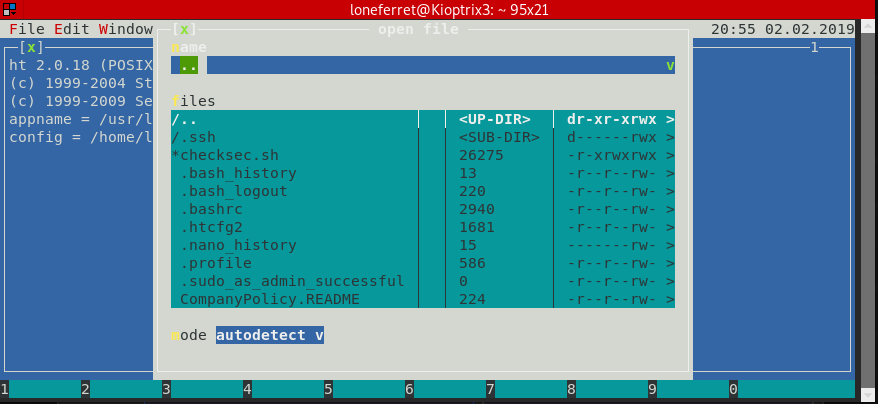 loneferret@Kioptrix3: ~ 95x21
File Edit Window [x] open file 20:55 02.02.2019
[x] name 1
ht 2.0.18 (POSIX .. v
(c) 1999-2004 St
(c) 1999-2009 Se files
appname = /usr/l /.. <UP-DIR> dr-xr-xrwx >
config = /home/l /.ssh <SUB-DIR> d------rwx >
*checksec.sh 26275 -r-xrwxrwx >
.bash_history 13 -r--r--rw- >
.bash_logout 220 -r--r--rw- >
.bashrc 2940 -r--r--rw- >
.htcfg2 1681 -r--r--rw- >
.nano_history 15 -------rw- >
.profile 586 -r--r--rw- >
.sudo_as_admin_successful 0 -r--r--rw- >
CompanyPolicy.README 224 -r--r--rw- >
mode autodetect v
1 2 3 4 5 6 7 8 9 0